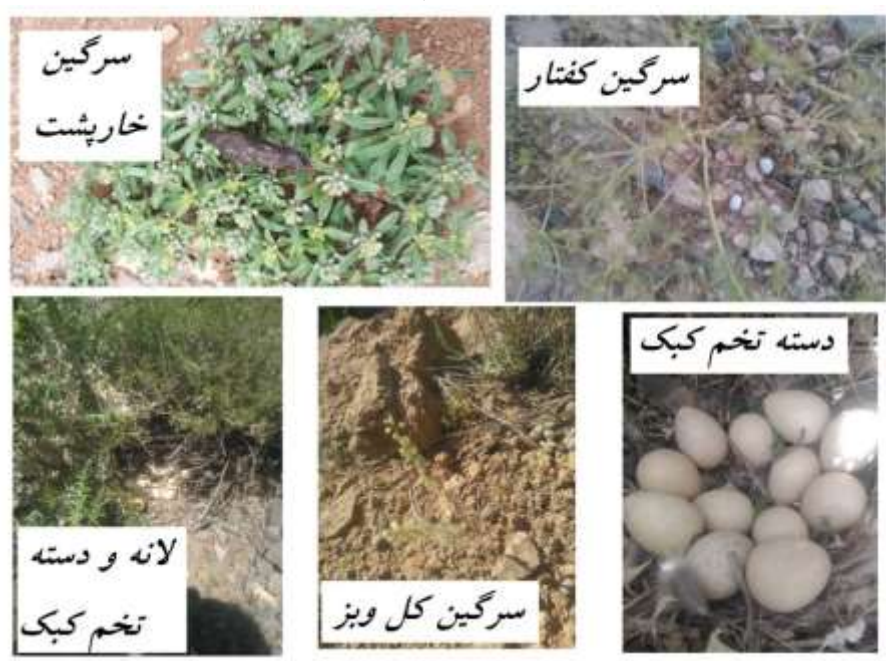 سرگین
خارپشت
سرگین کفتار
لانه و دسته
تخم کبک
سرگین کل وبز
دسته تخم کبک